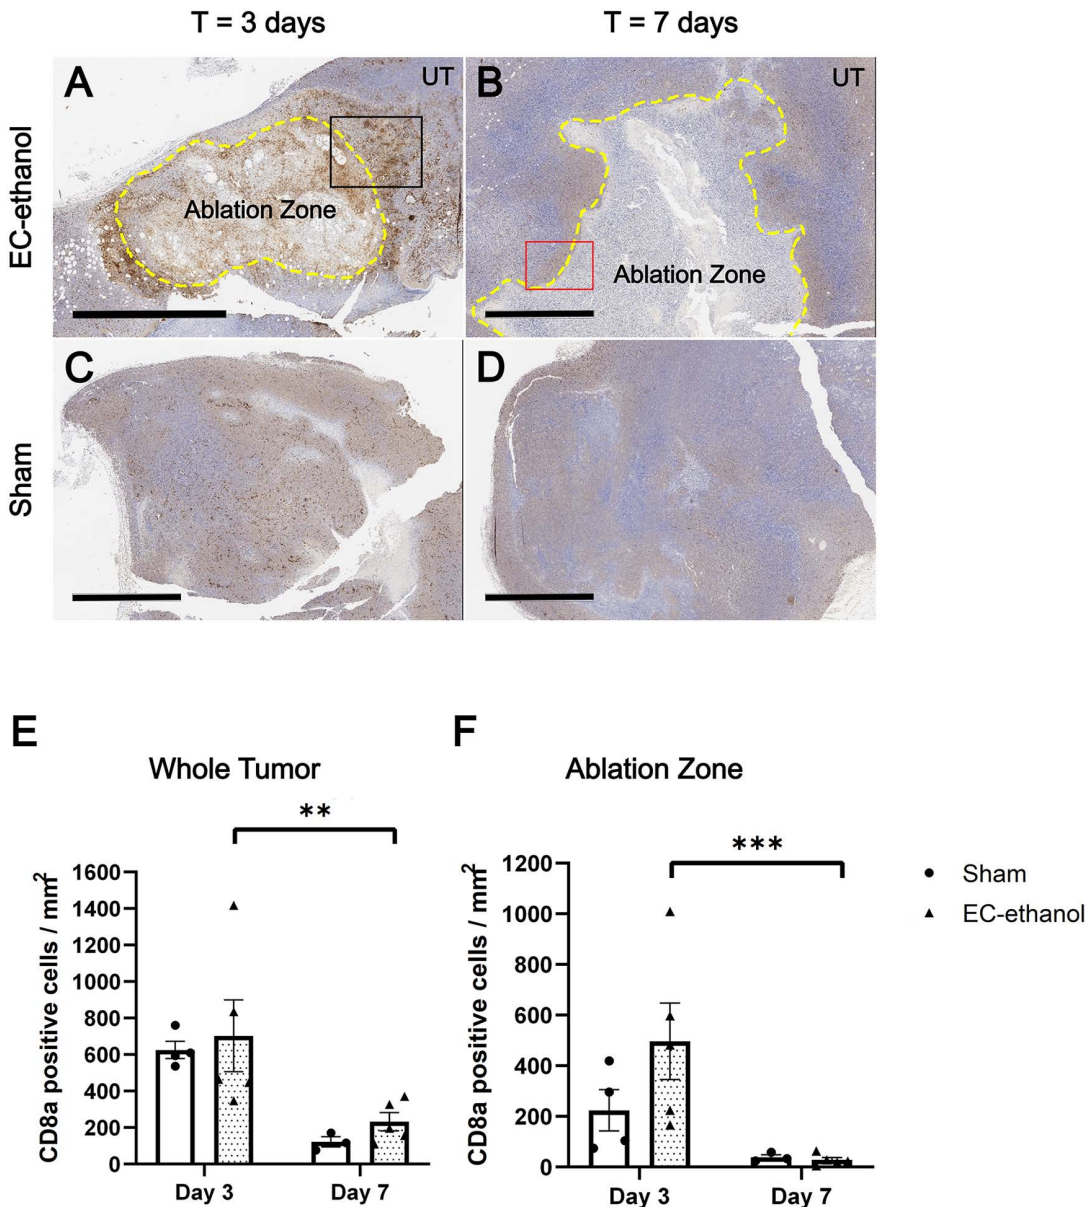 T = 3 days
T = 7 days
EC-ethanol
A
UT
Ablation Zone
B
UT
Ablation Zone
Sham
C
D
E
Whole Tumor
**
CD8a positive cells / mm²
1600
1400
1200
1000
800
600
400
200
0
Day 3
Day 7
F
Ablation Zone
***
CD8a positive cells / mm²
1200
1000
800
600
400
200
0
Day 3
Day 7
Sham
EC-ethanol